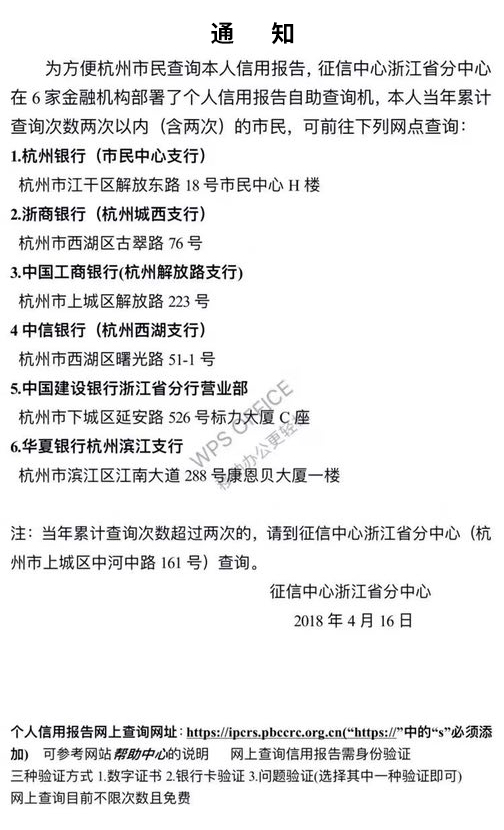 通 知
为方便杭州市民查询本人信用报告，征信中心浙江省分中心
在 6 家金融机构部署了个人信用报告自助查询机，本人当年累计
查询次数两次以内（含两次）的市民，可前往下列网点查询：
1.杭州银行（市民中心支行）
杭州市江干区解放东路 18 号市民中心 H 楼
2.浙商银行（杭州城西支行）
杭州市西湖区古翠路 76 号
3.中国工商银行(杭州解放路支行)
杭州市上城区解放路 223 号
4 中信银行（杭州西湖支行）
杭州市西湖区曙光路 51-1 号
5.中国建设银行浙江省分行营业部
杭州市下城区延安路 526 号标力大厦 C 座
6.华夏银行杭州滨江支行
杭州市滨江区江南大道 288 号康恩贝大厦一楼
WPS OFFICE
移动办公更轻松
注：当年累计查询次数超过两次的，请到征信中心浙江省分中心（杭
州市上城区中河中路 161 号）查询。
征信中心浙江省分中心
2018 年 4 月 16 日
个人信用报告网上查询网址: https://ipcrs.pbccrc.org.cn(“https://”中的“s”必须添
加) 可参考网站帮助中心的说明 网上查询信用报告需身份验证
三种验证方式 1.数字证书 2.银行卡验证 3.问题验证(选择其中一种验证即可)
网上查询目前不限次数且免费